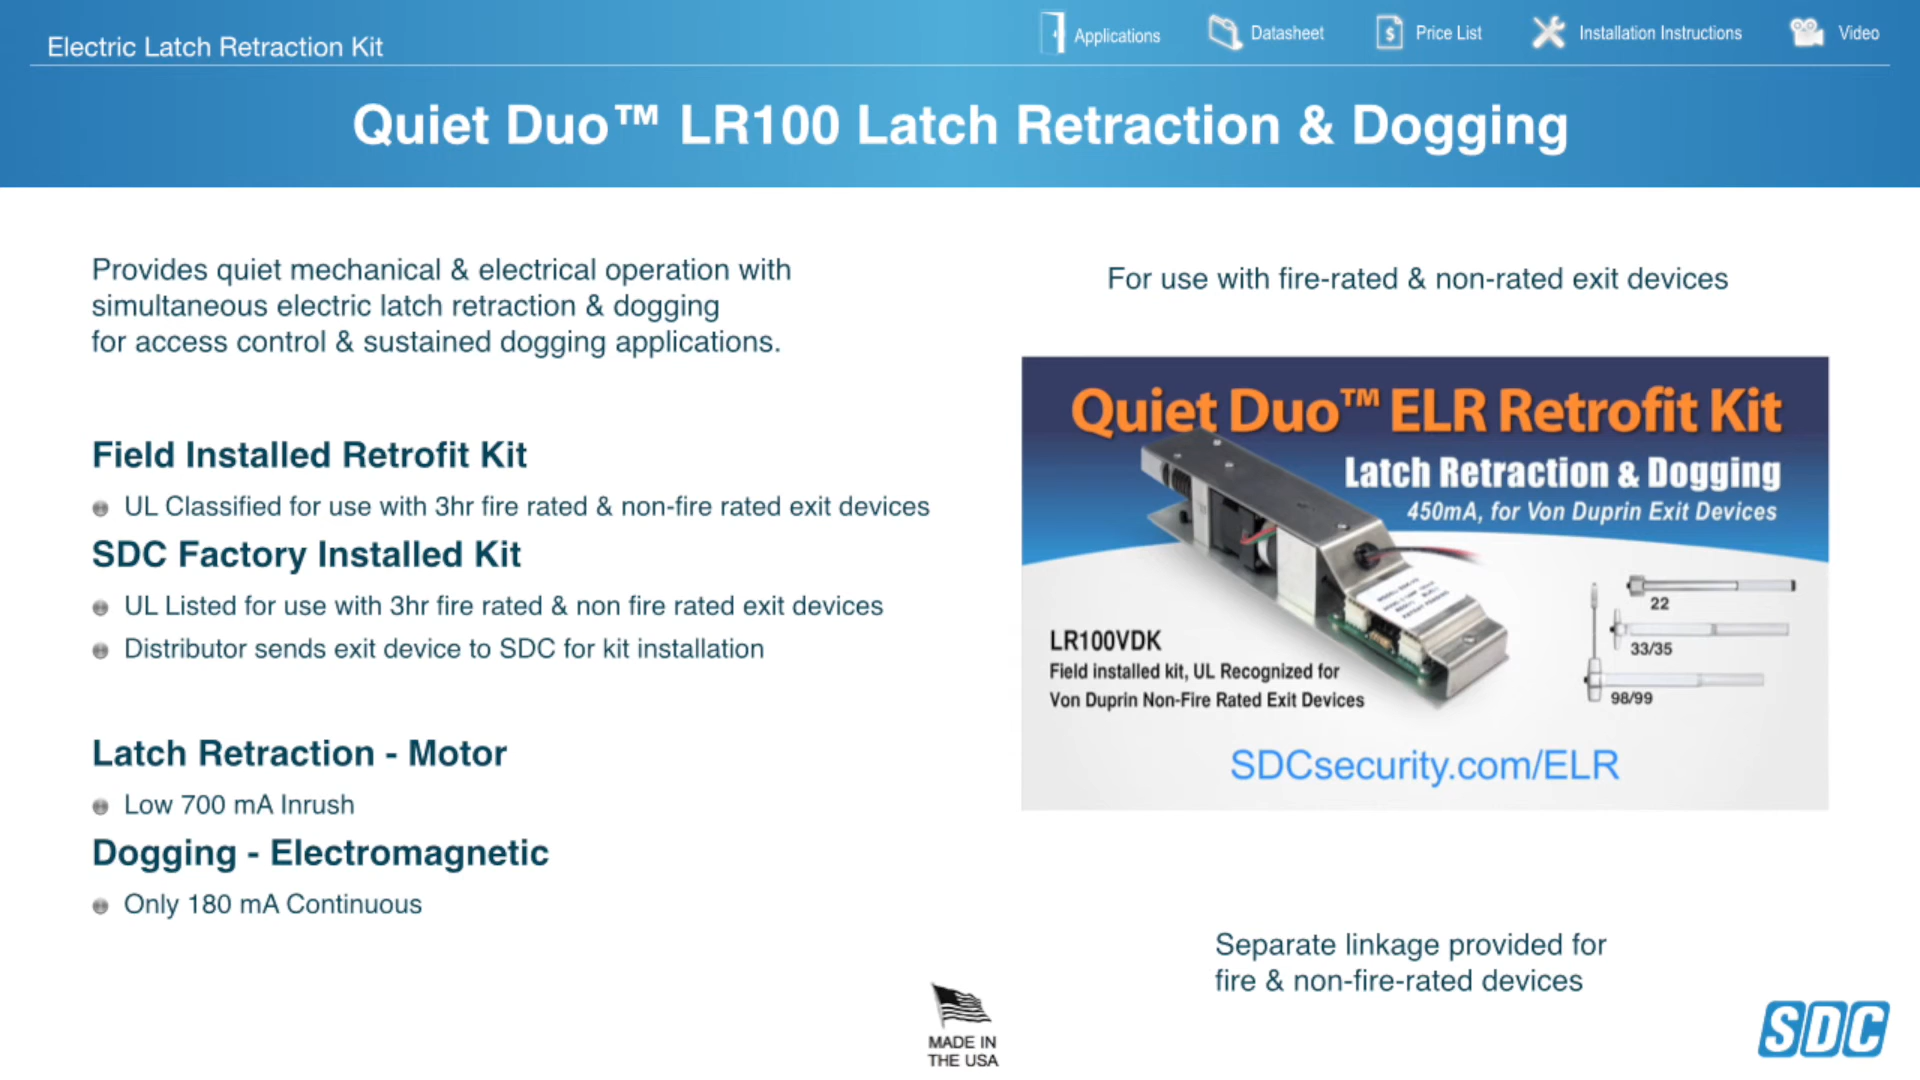 Electric Latch Retraction Kit
Applications
Datasheet
$
Price List
Installation Instructions
Video
Quiet Duo™ LR100 Latch Retraction & Dogging
Provides quiet mechanical & electrical operation with
simultaneous electric latch retraction & dogging
for access control & sustained dogging applications.
Field Installed Retrofit Kit
UL Classified for use with 3hr fire rated & non-fire rated exit devices
SDC Factory Installed Kit
UL Listed for use with 3hr fire rated & non fire rated exit devices
Distributor sends exit device to SDC for kit installation
Latch Retraction - Motor
Low 700 mA Inrush
Dogging - Electromagnetic
Only 180 mA Continuous
For use with fire-rated & non-rated exit devices
Quiet Duo™ ELR Retrofit Kit
Latch Retraction & Dogging
450mA, for Von Duprin Exit Devices
22
33/35
98/99
LR100VDK
Field installed kit, UL Recognized for
Von Duprin Non-Fire Rated Exit Devices
SDCsecurity.com/ELR
Separate linkage provided for
fire & non-fire-rated devices
MADE IN
THE USA
SDC